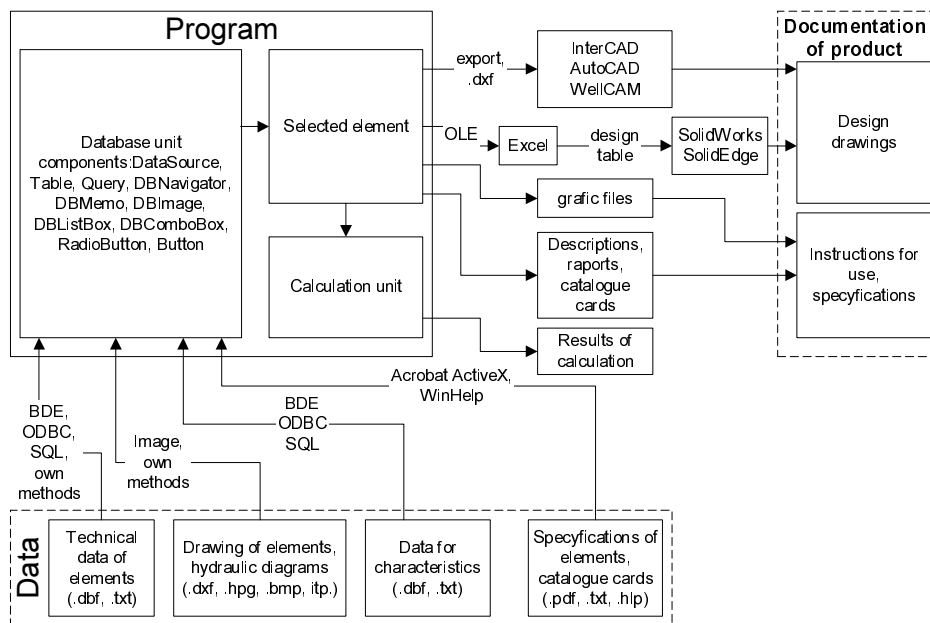 Program
Database unit
components:DataSource,
Table, Query, DBNavigator,
DBMemo, DBImage,
DBListBox, DBComboBox,
RadioButton, Button
Selected element
Calculation unit
export,
.dxf
InterCAD
AutoCAD
WellCAM
OLE
Excel
design
table
SolidWorks
SolidEdge
grafic files
Descriptions,
raports,
catalogue
cards
Results of
calculation
Documentation
of product
Design
drawings
Instructions for
use,
specyfications
BDE,
ODBC,
SQL,
own
methods
Image,
own
methods
BDE
ODBC
SQL
Acrobat ActiveX,
WinHelp
Data
Technical
data of
elements
(.dbf, .txt)
Drawing of elements,
hydraulic diagrams
(.dxf, .hpg, .bmp, itp.)
Data for
characteristics
(.dbf, .txt)
Specyfications of
elements,
catalogue cards
(.pdf, .txt, .hlp)